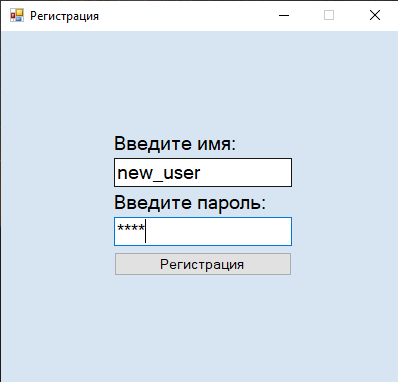 Регистрация
Введите имя:
new_user
Введите пароль:
****
Регистрация